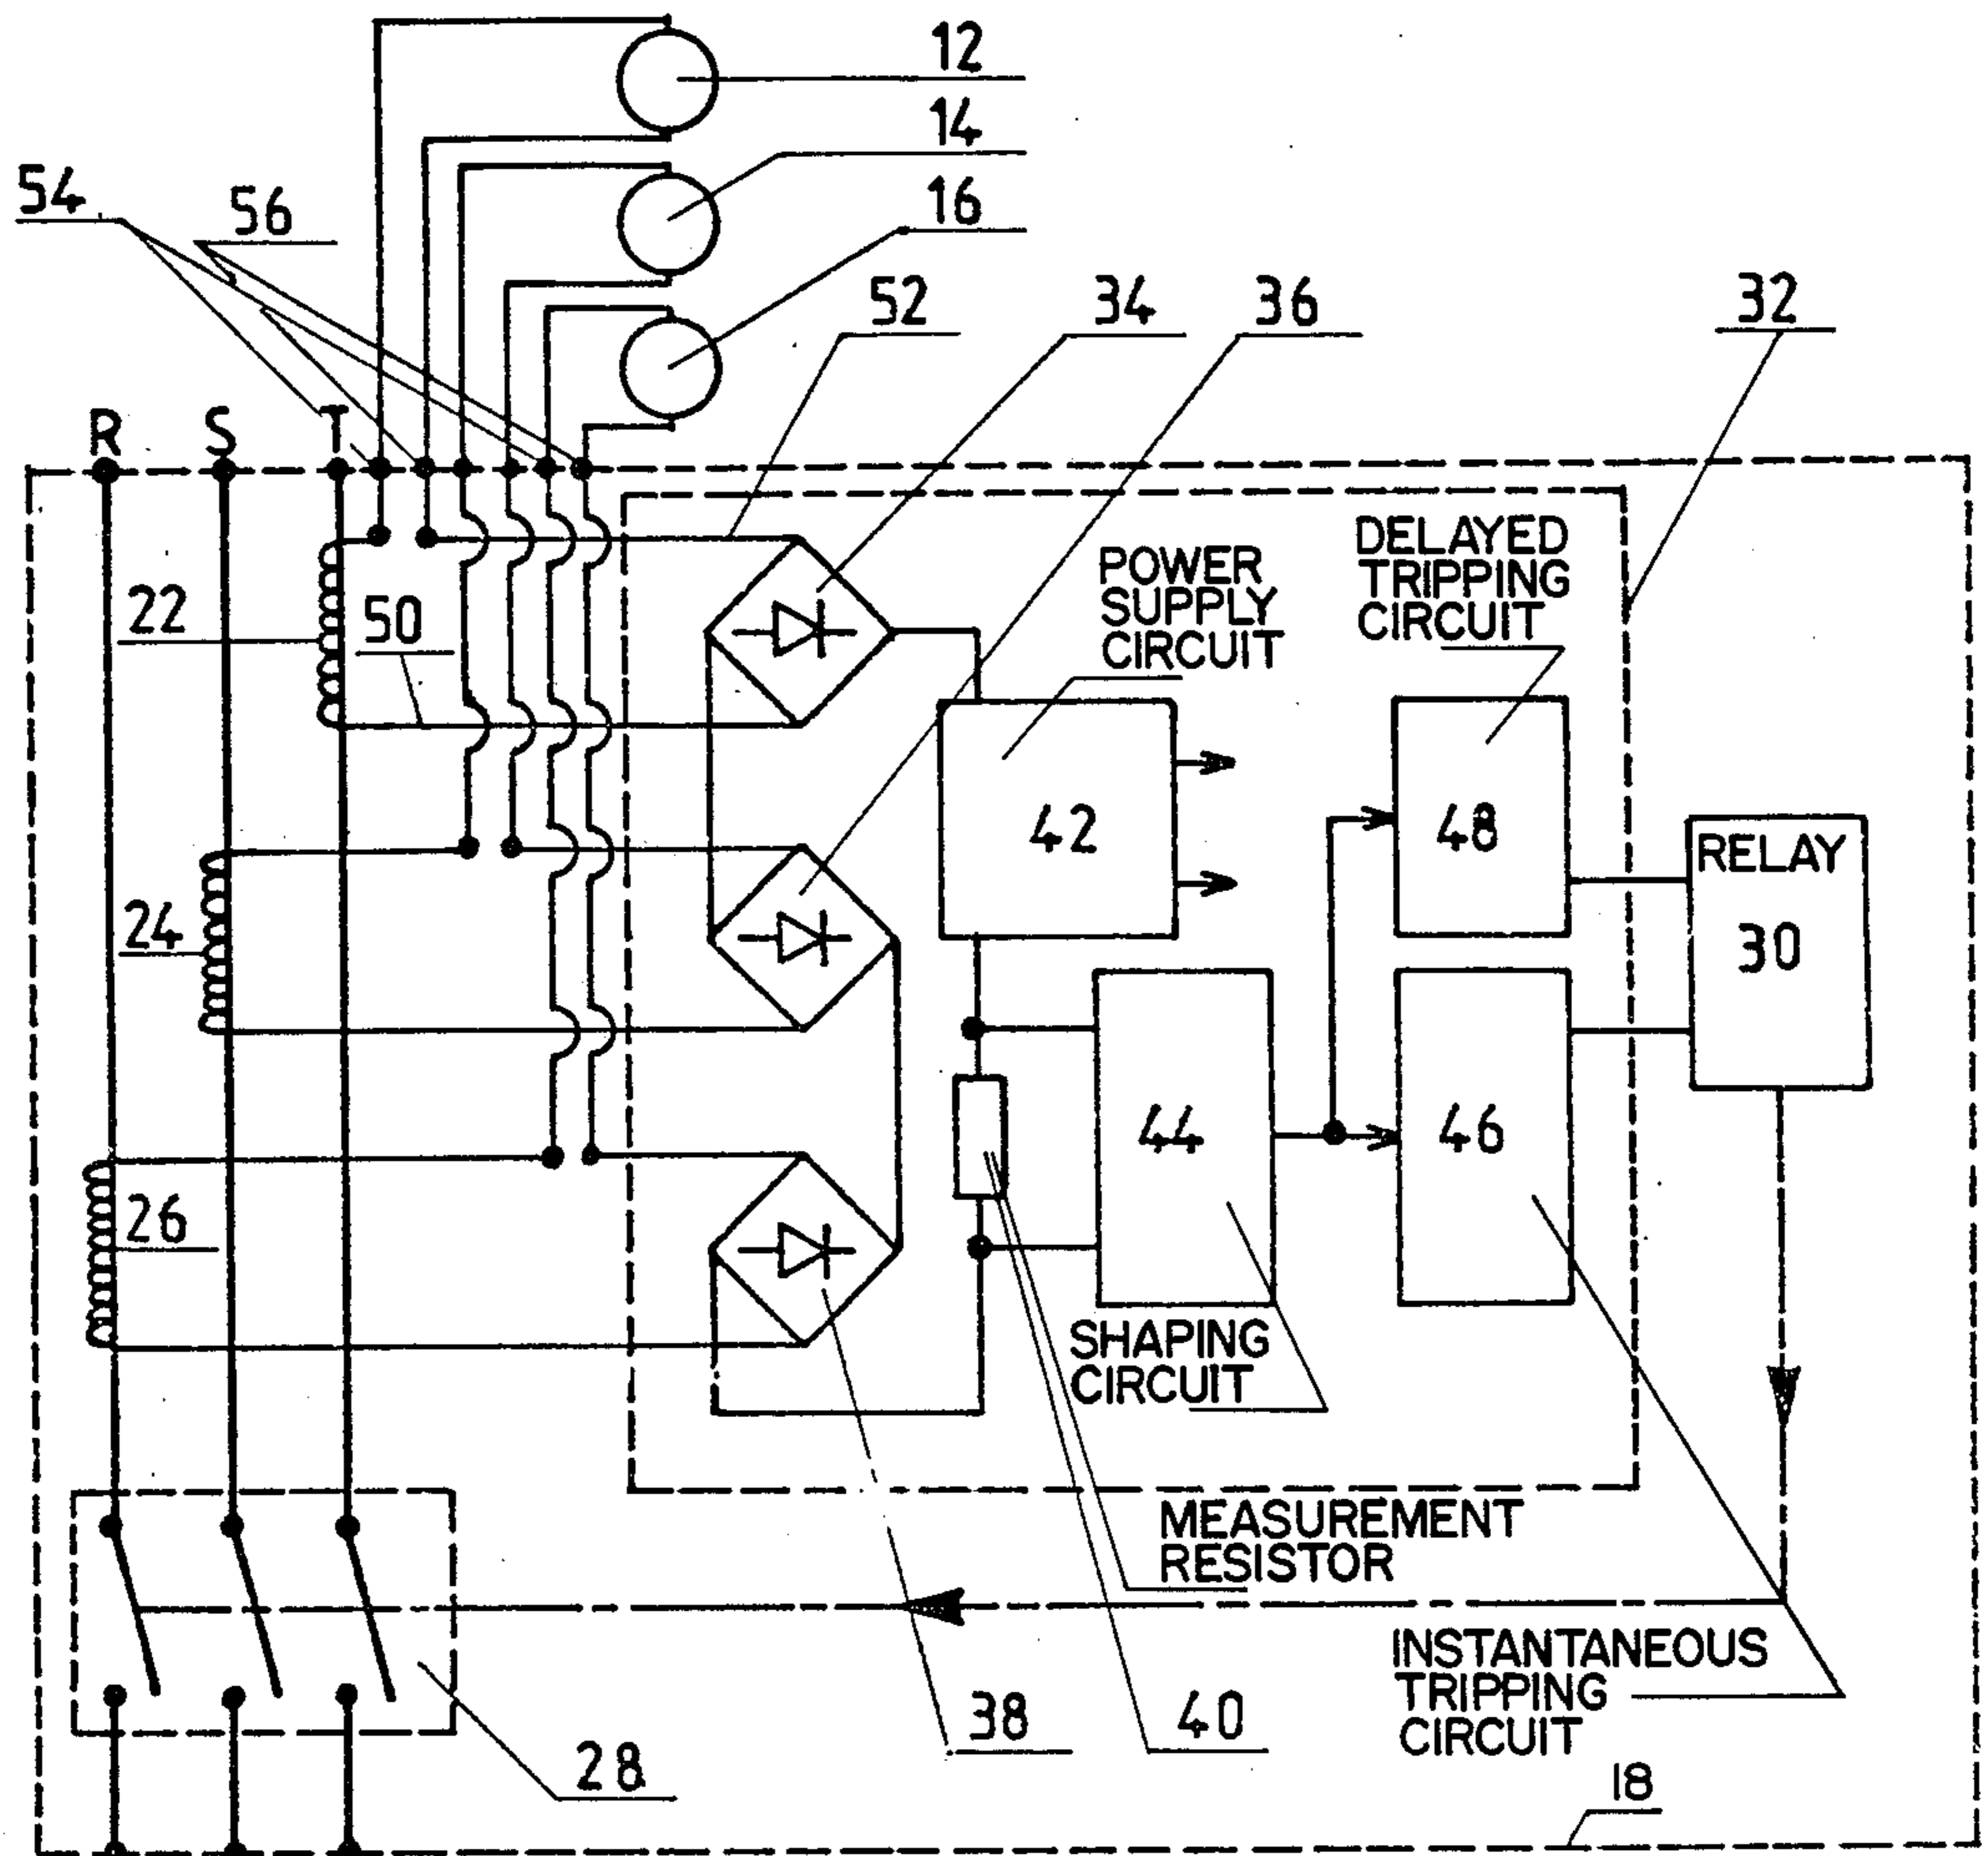 12
14
16
54
56
52
34
36
32
R
S
T
DELAYED
TRIPPING
CIRCUIT
POWER
SUPPLY
CIRCUIT
22
50
42
48
RELAY
30
24
44
46
26
SHAPING
CIRCUIT
MEASUREMENT
RESISTOR
INSTANTANEOUS
TRIPPING
CIRCUIT
38
40
28
18